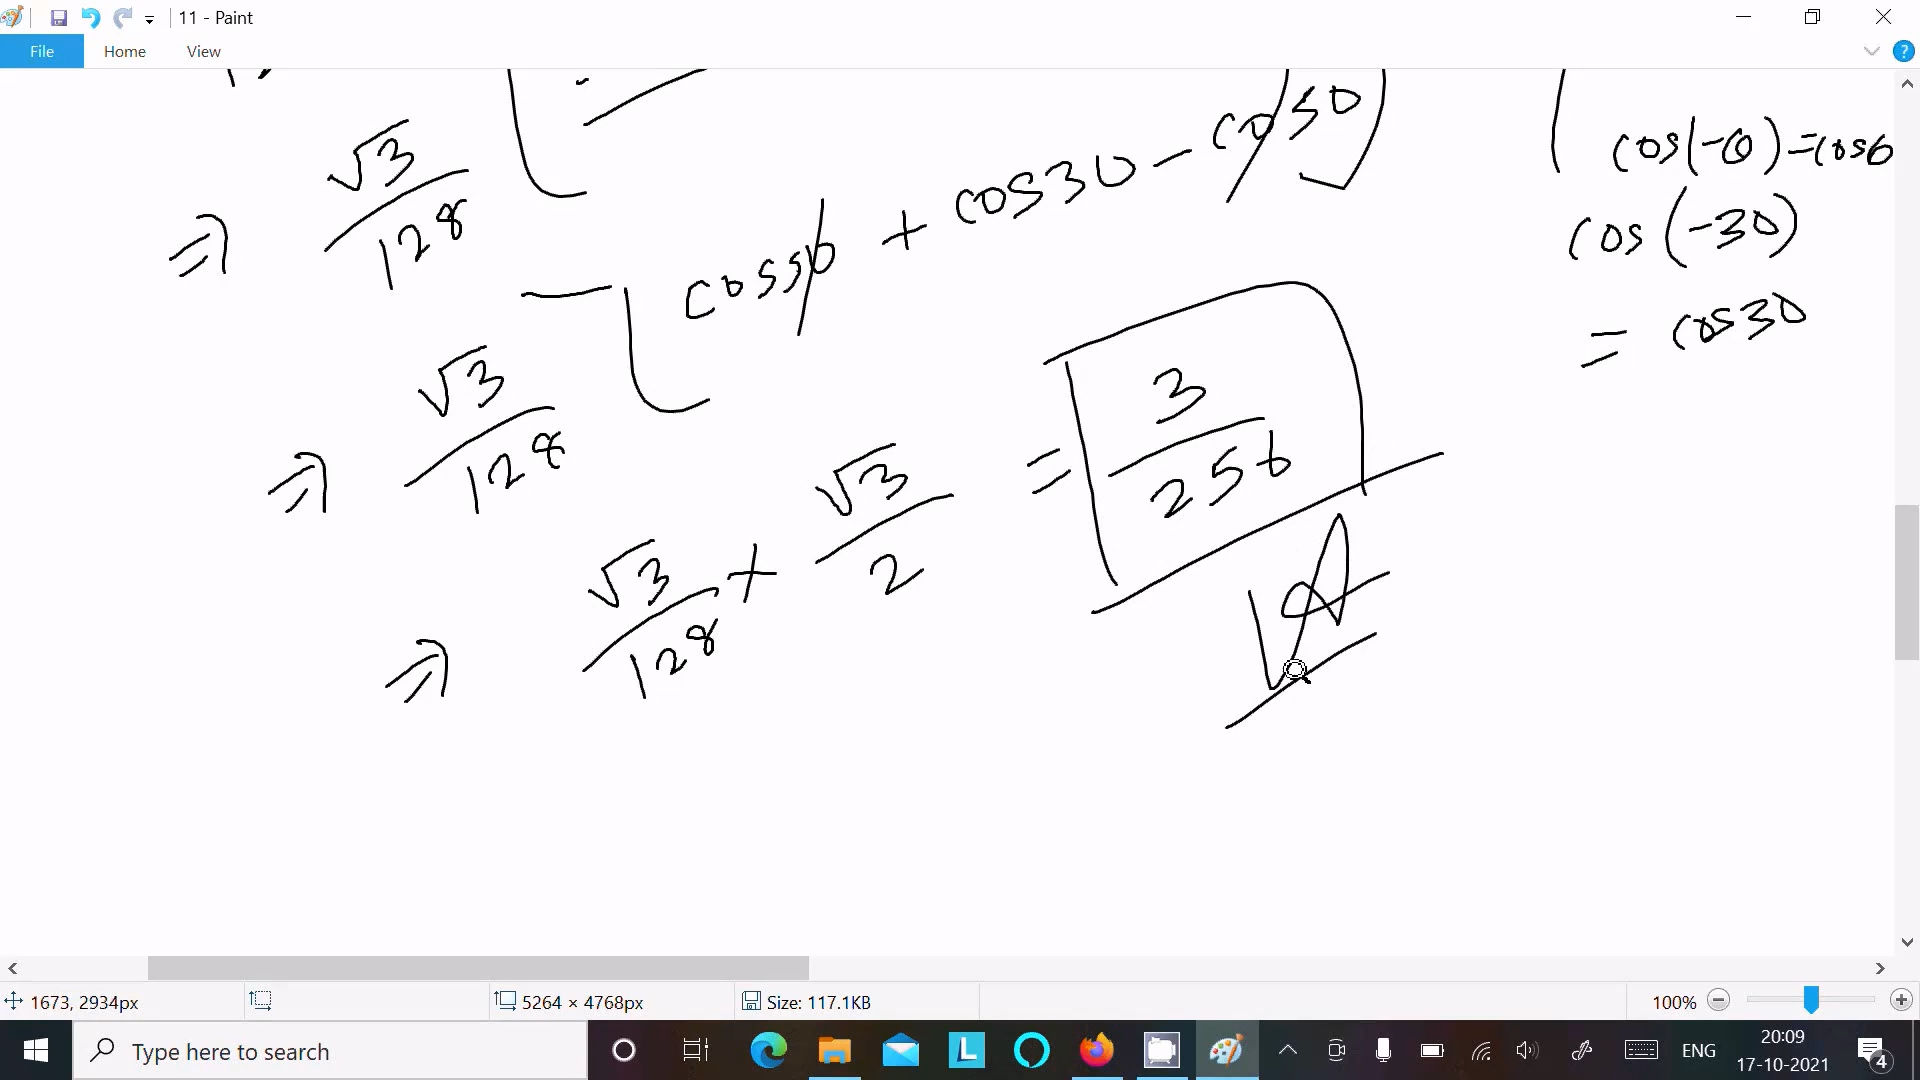 11 - Paint
File Home View
√3/128
⇒ √3/128 [cos50 + cos30 - cos50]
⇒ √3/128
⇒ √3/128 × √3/2 = 3/256
cos(-θ)=cosθ
cos(-30)
= cos30
1673, 2934px
5264 × 4768px
Size: 117.1KB
100%
Type here to search
L
ENG
20:09
17-10-2021
4